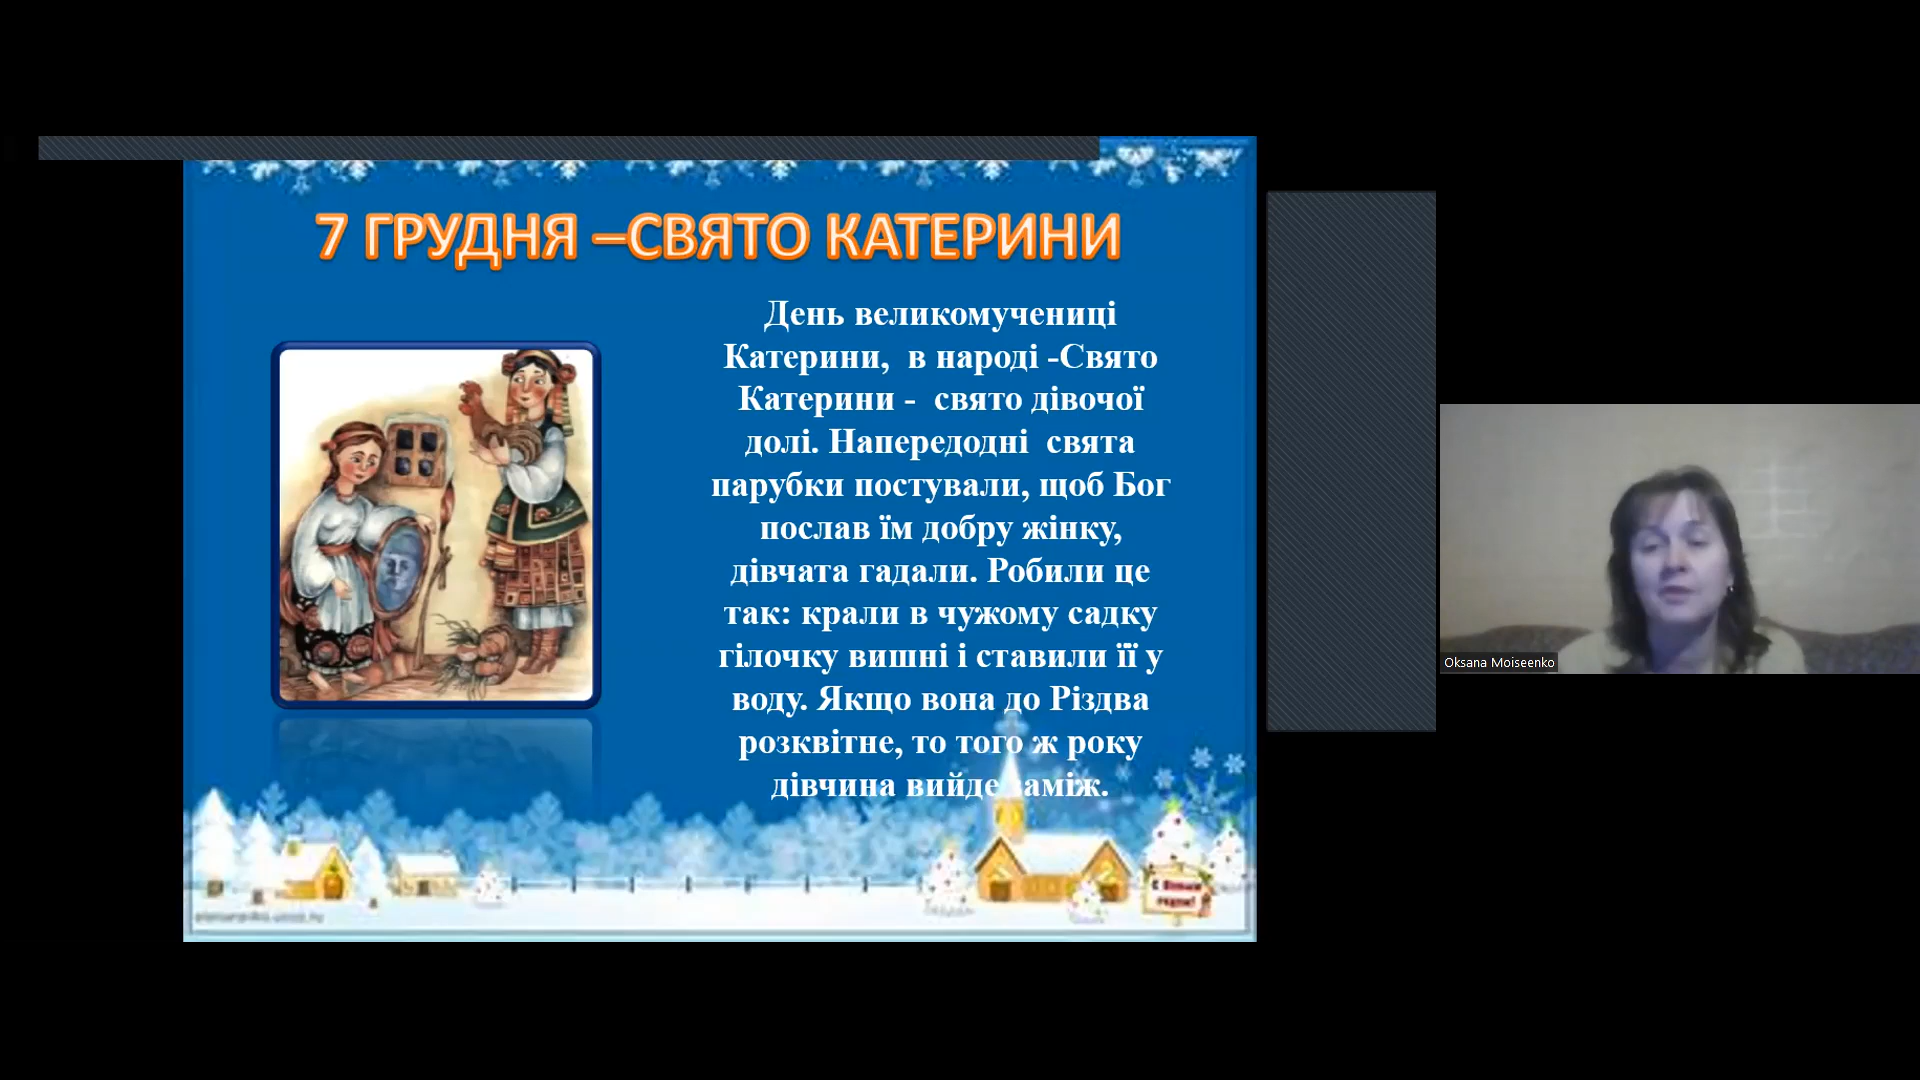 7 ГРУДНЯ –СВЯТО КАТЕРИНИ
День великомучениці
Катерини,  в народі -Свято
Катерини -  свято дівочої
долі. Напередодні  свята
парубки постували, щоб Бог
послав їм добру жінку,
дівчата гадали. Робили це
так: крали в чужому садку
гілочку вишні і ставили її у
воду. Якщо вона до Різдва
розквітне, то того ж року
дівчина вийде заміж.
Oksana Moiseenko